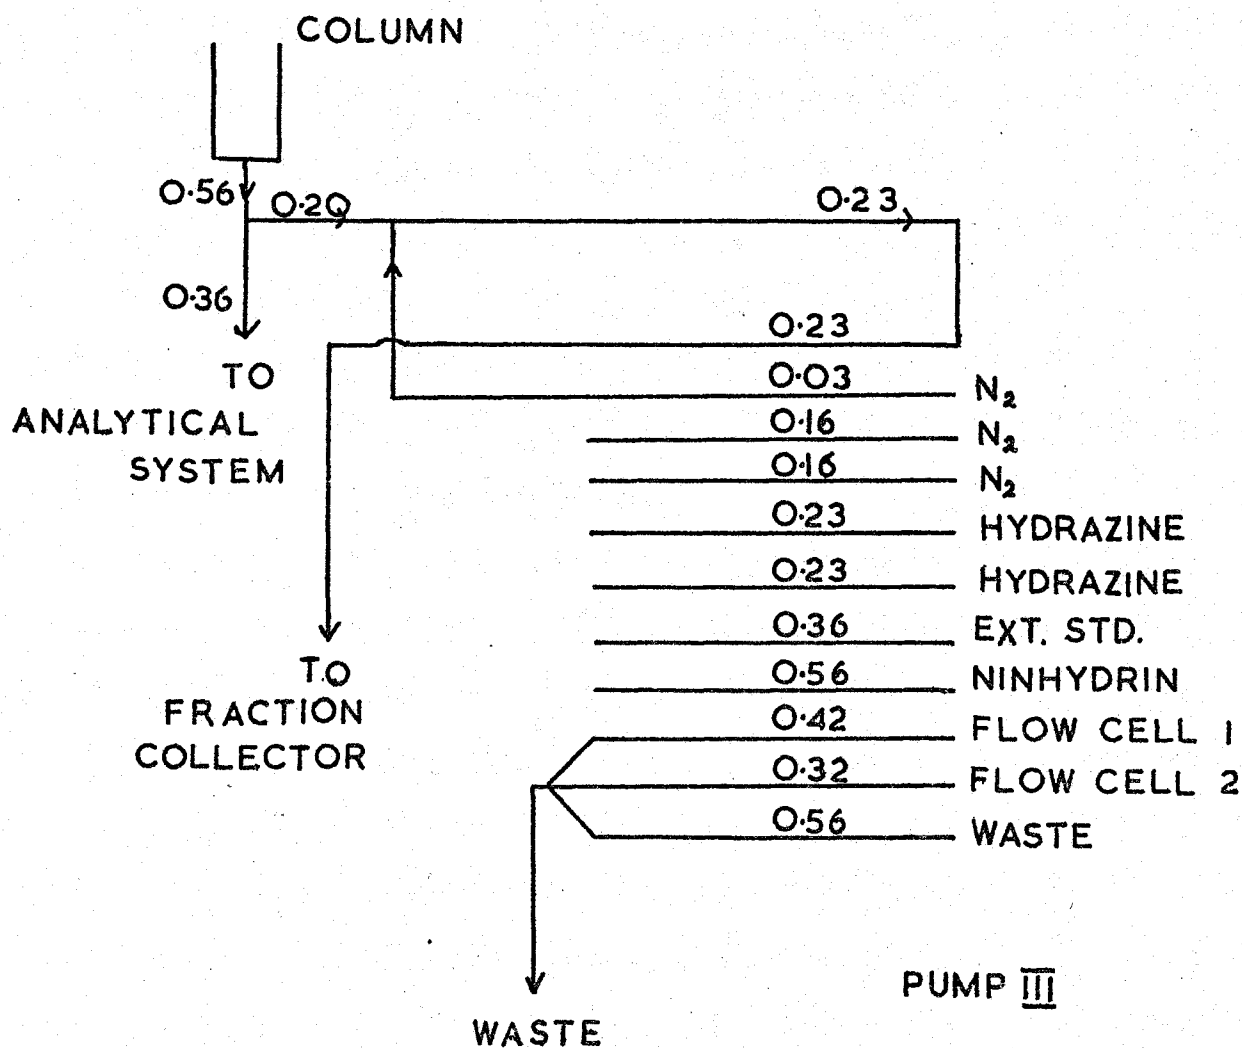 COLUMN
0.56
0.20
0.23
0.36
0.23
TO
ANALYTICAL
SYSTEM
0.03 N₂
0.16 N₂
0.16 N₂
0.23 HYDRAZINE
0.23 HYDRAZINE
0.36 EXT. STD.
0.56 NINHYDRIN
TO
FRACTION
COLLECTOR
0.42 FLOW CELL 1
0.32 FLOW CELL 2
0.56 WASTE
PUMP III
WASTE